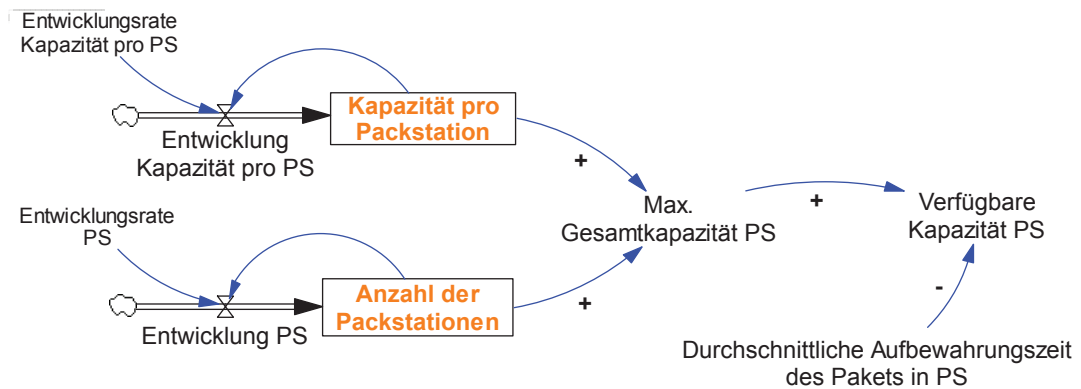 Entwicklungsrate
Kapazität pro PS
Kapazität pro
Packstation
Entwicklung
Kapazität pro PS
+
Max.
Gesamtkapazität PS
+
Verfügbare
Kapazität PS
Entwicklungsrate
PS
Anzahl der
Packstationen
Entwicklung PS
+
-
Durchschnittliche Aufbewahrungszeit
des Pakets in PS